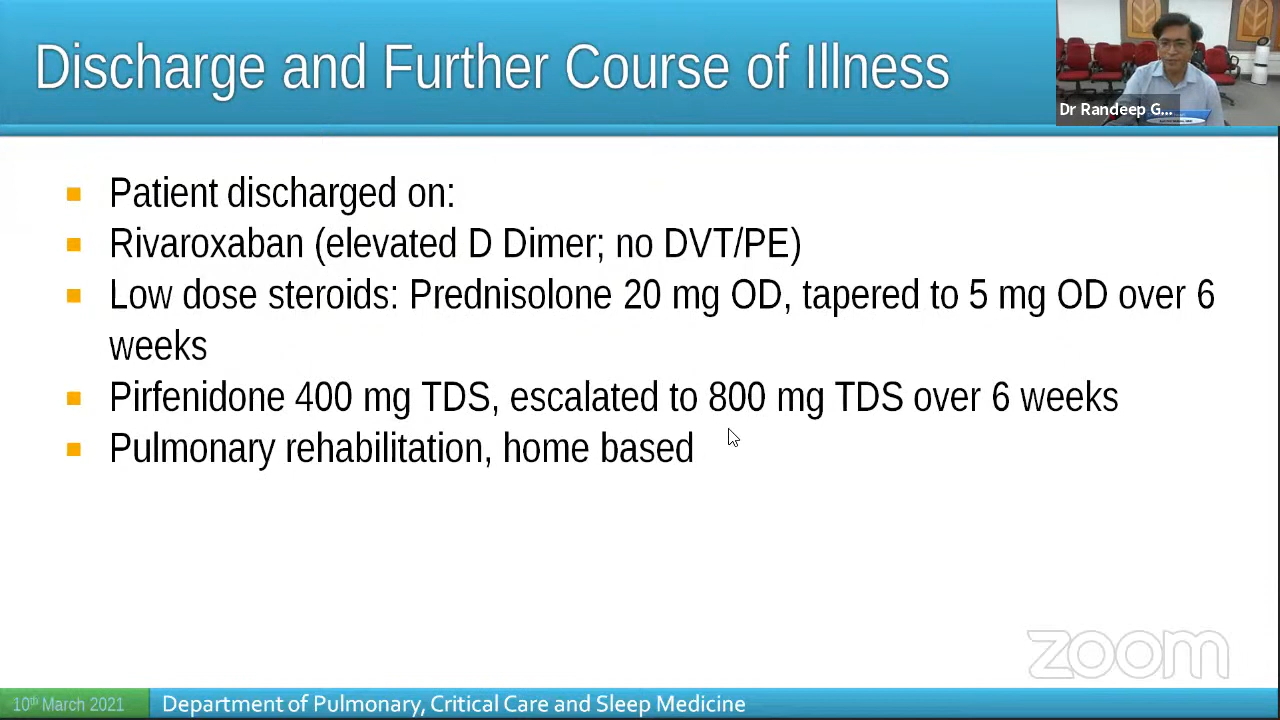 Discharge and Further Course of Illness
Dr Randeep G...
Patient discharged on:
Rivaroxaban (elevated D Dimer; no DVT/PE)
Low dose steroids: Prednisolone 20 mg OD, tapered to 5 mg OD over 6
weeks
Pirfenidone 400 mg TDS, escalated to 800 mg TDS over 6 weeks
Pulmonary rehabilitation, home based
zoom
10th March 2021
Department of Pulmonary, Critical Care and Sleep Medicine